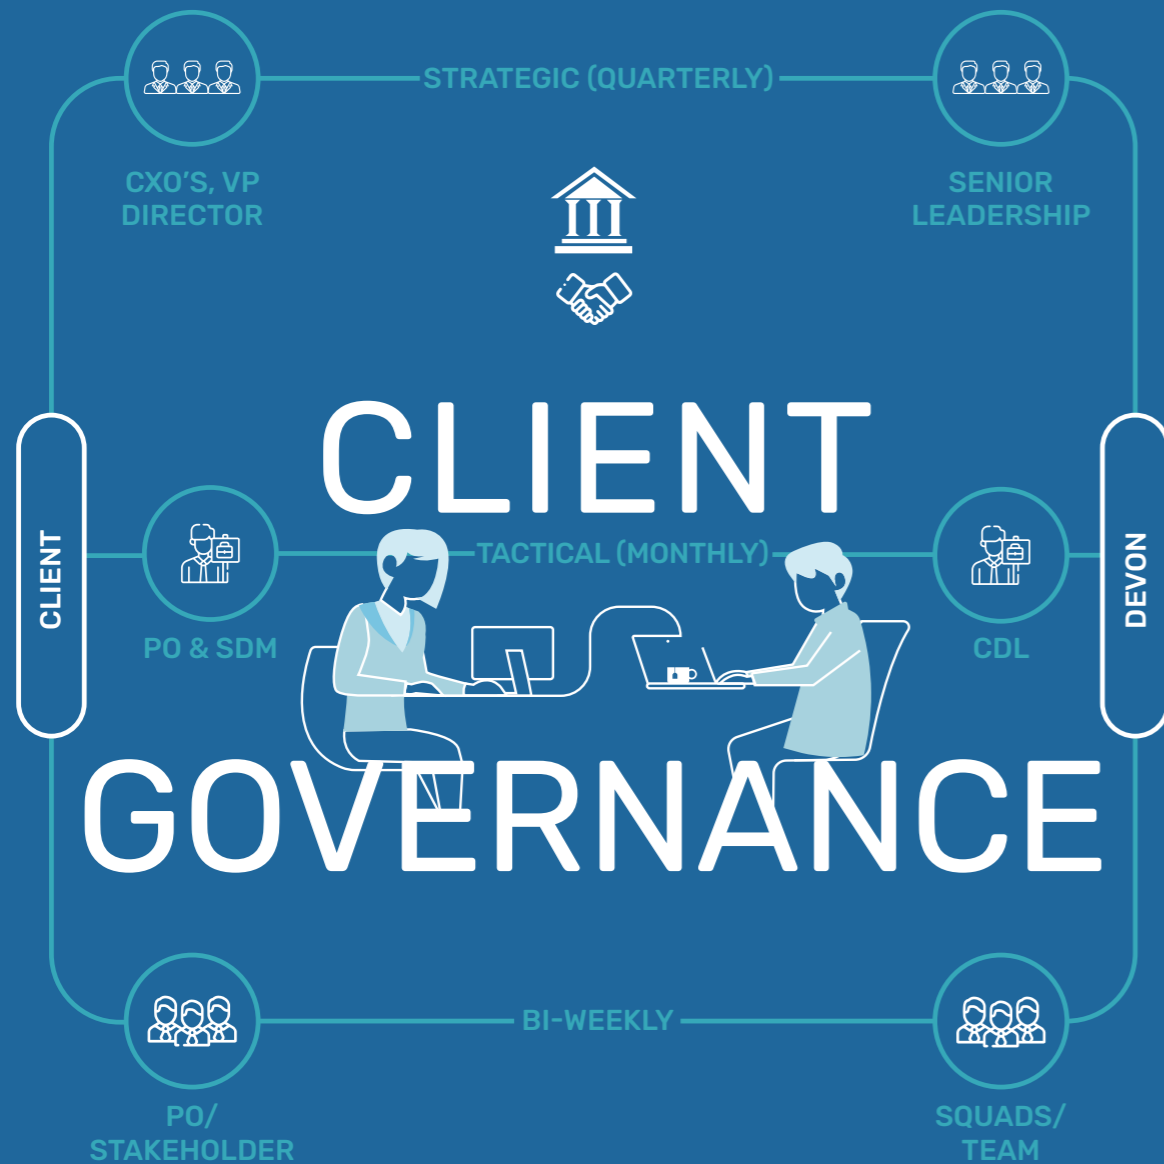 STRATEGIC (QUARTERLY)
CXO'S, VP
DIRECTOR
SENIOR
LEADERSHIP
CLIENT
CLIENT
TACTICAL (MONTHLY)
DEVON
PO & SDM
CDL
GOVERNANCE
BI-WEEKLY
PO/
STAKEHOLDER
SQUADS/
TEAM